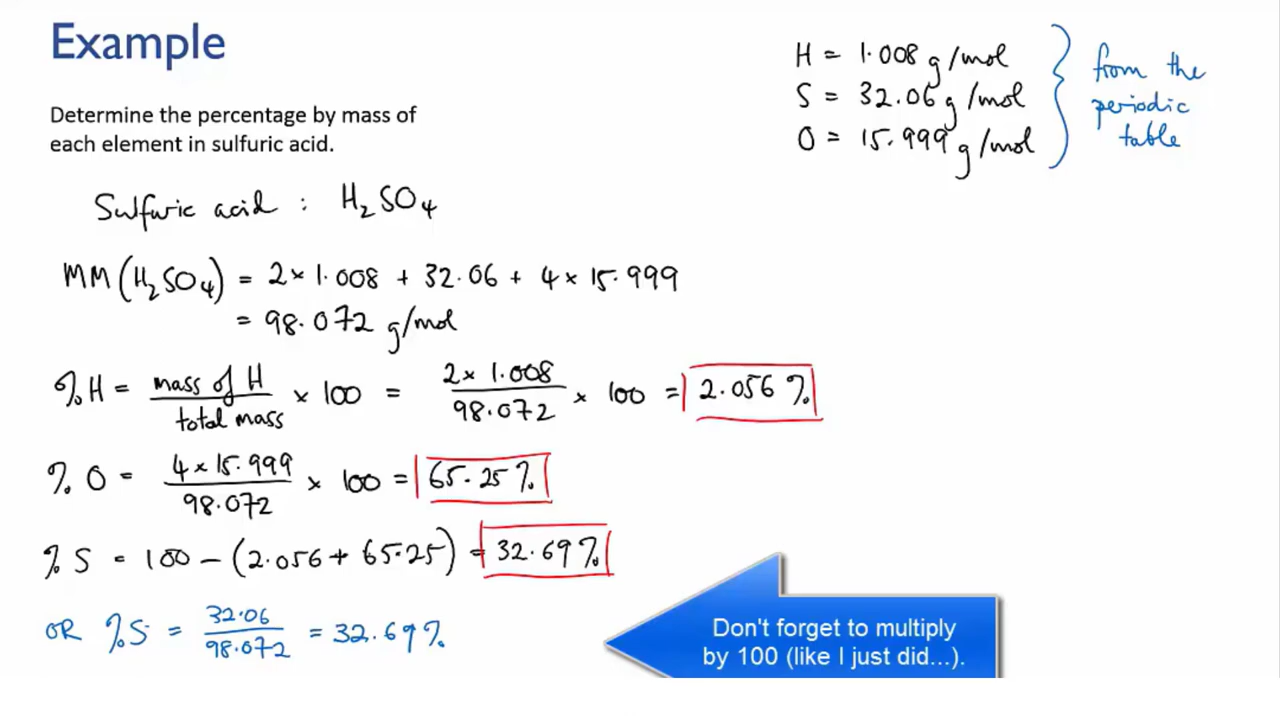 Example
Determine the percentage by mass of
each element in sulfuric acid.
H = 1.008 g/mol
S = 32.06 g/mol
O = 15.999 g/mol
from the
periodic
table
Sulfuric acid : H₂SO₄
MM(H₂SO₄) = 2 × 1.008 + 32.06 + 4 × 15.999
= 98.072 g/mol
% H = mass of H / total mass × 100 = 2 × 1.008 / 98.072 × 100 = 2.056 %
% O = 4 × 15.999 / 98.072 × 100 = 65.25 %
% S = 100 − (2.056 + 65.25) = 32.69 %
OR % S = 32.06 / 98.072 = 32.69 %
Don't forget to multiply
by 100 (like I just did...).